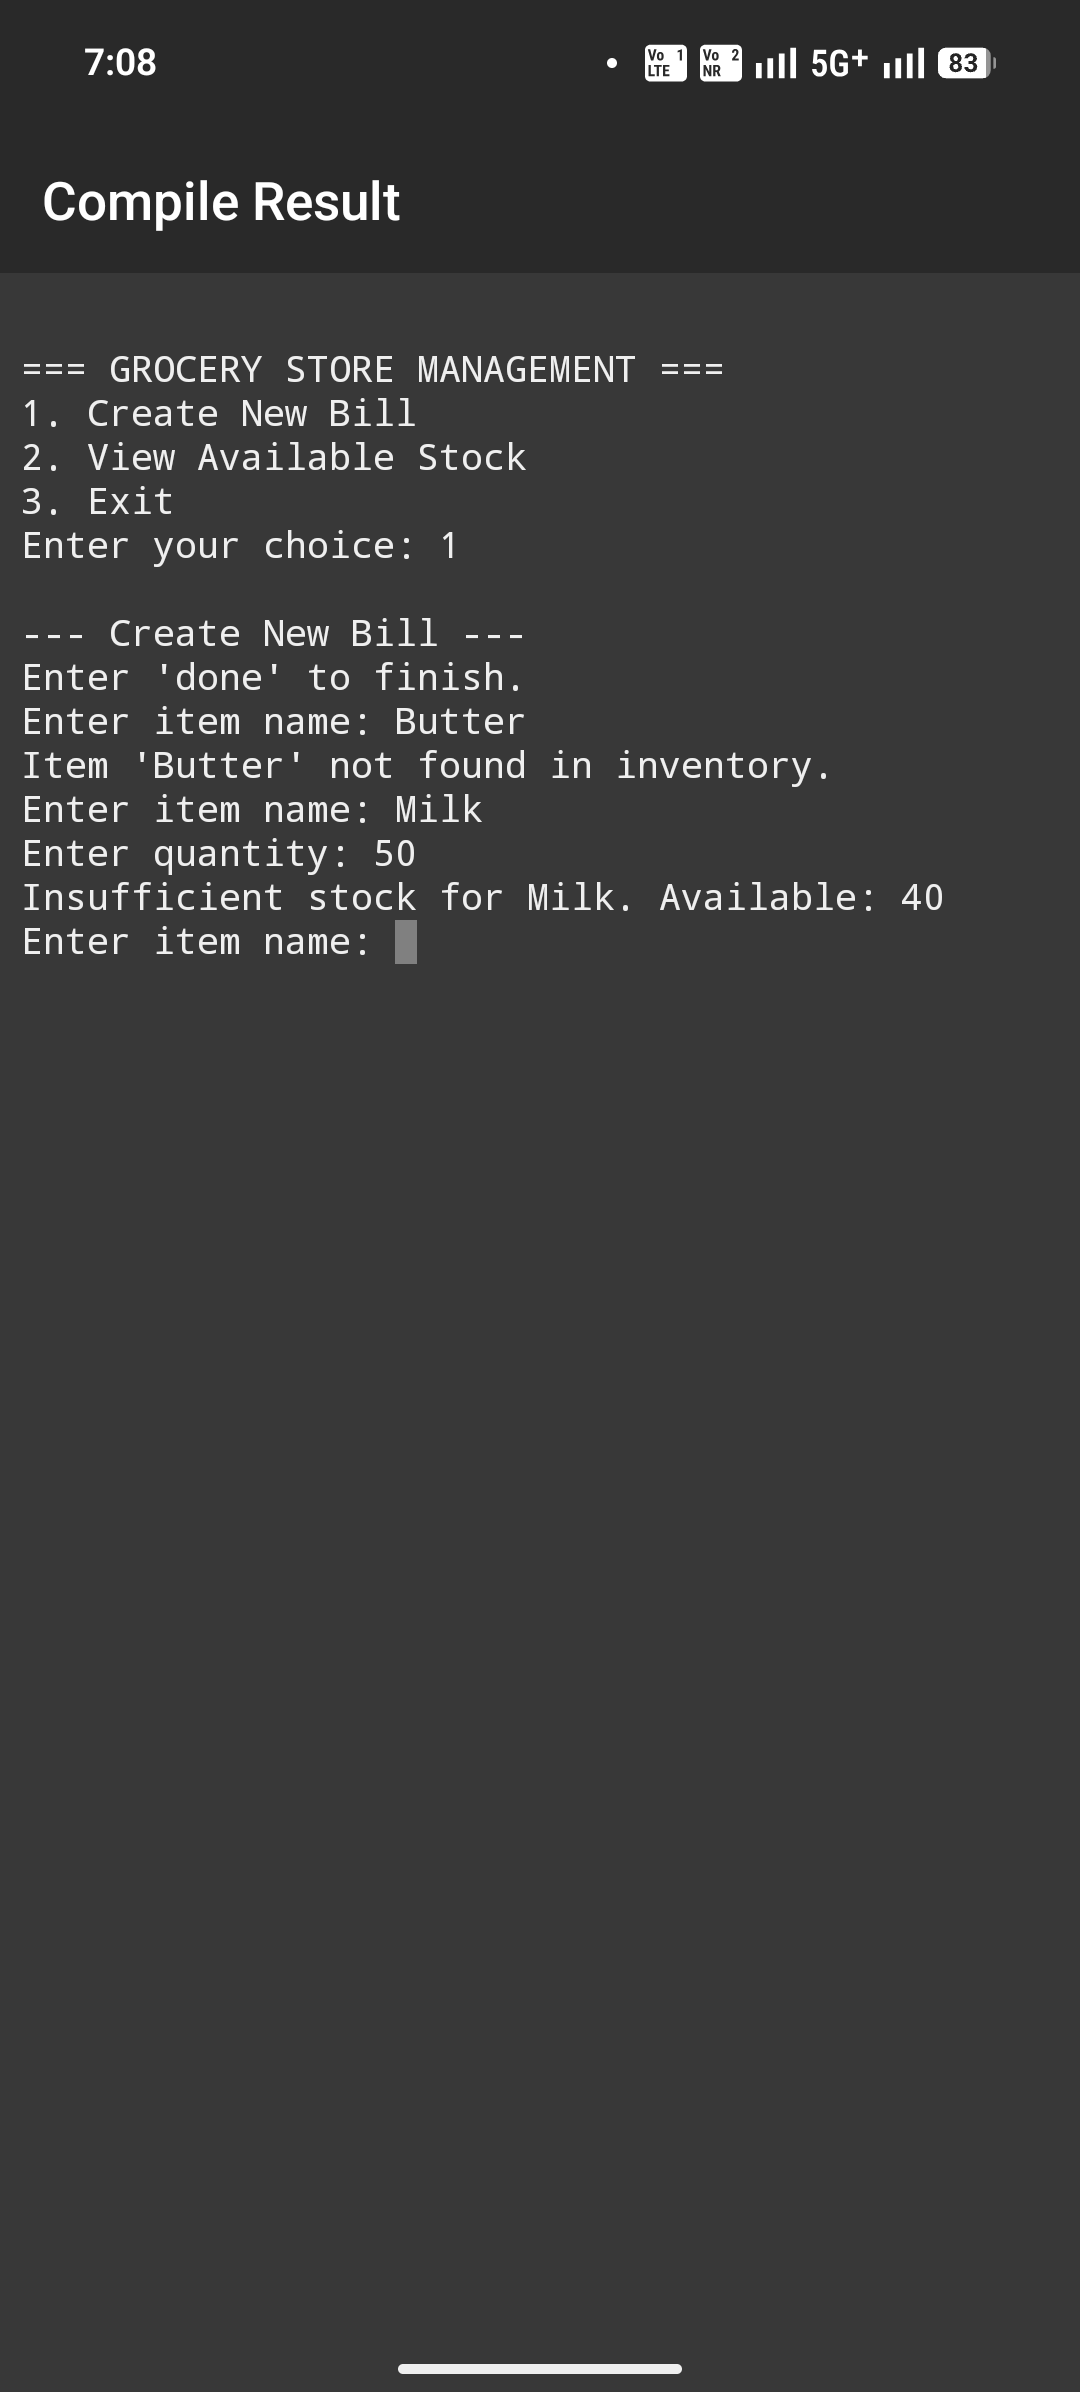 7:08
Vo 1 LTE Vo 2 NR 5G+ 83
Compile Result
=== GROCERY STORE MANAGEMENT ===
1. Create New Bill
2. View Available Stock
3. Exit
Enter your choice: 1
--- Create New Bill ---
Enter 'done' to finish.
Enter item name: Butter
Item 'Butter' not found in inventory.
Enter item name: Milk
Enter quantity: 50
Insufficient stock for Milk. Available: 40
Enter item name: